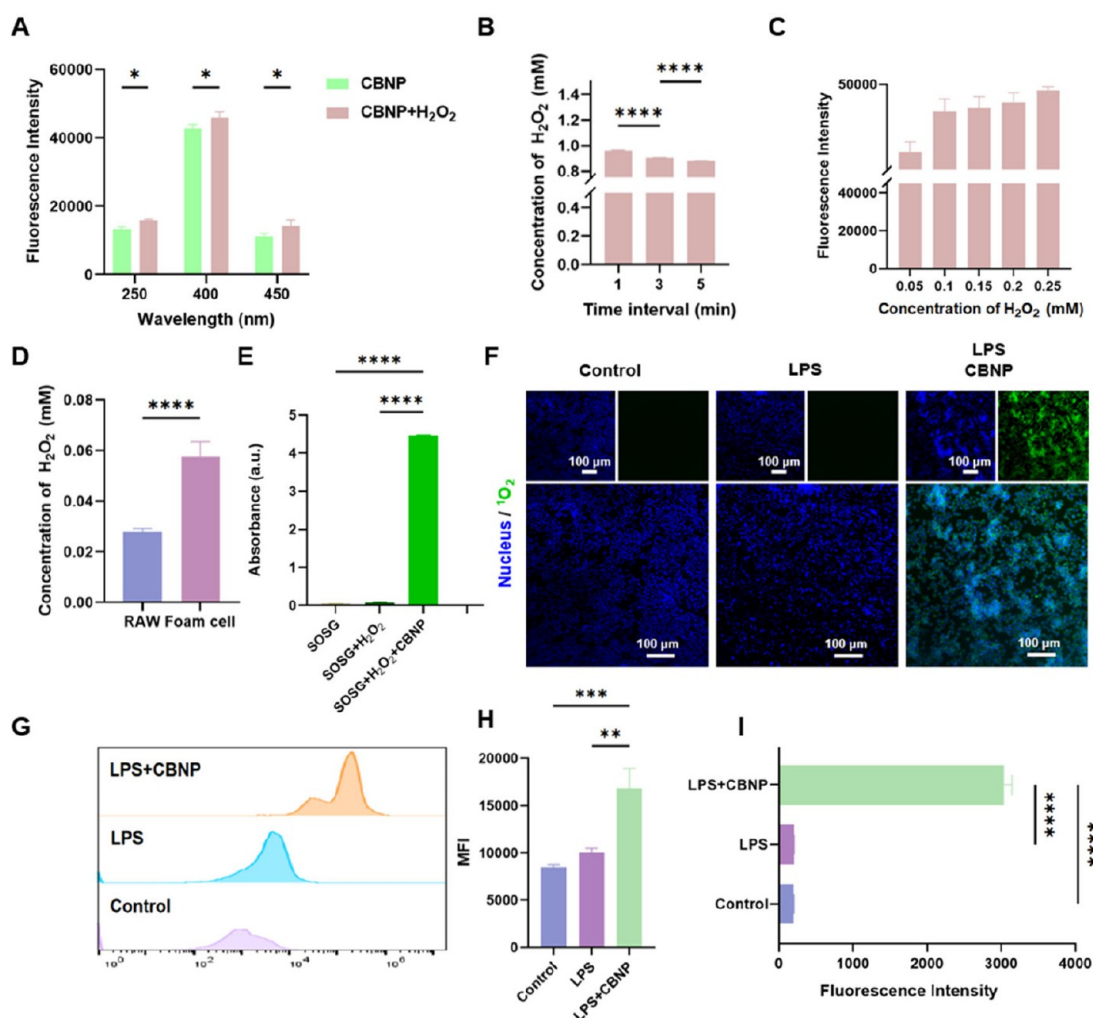 A
60000
40000
20000
0
Fluorescence Intensity
*
*
*
250
400
450
Wavelength (nm)
CBNP
CBNP+H₂O₂
B
1.4
1.2
1.0
0.8
0.4
0.2
0.0
Concentration of H₂O₂ (mM)
****
****
1
3
5
Time interval (min)
C
50000
40000
20000
0
Fluorescence Intensity
0.05
0.1
0.15
0.2
0.25
Concentration of H₂O₂ (mM)
D
0.08
0.06
0.04
0.02
0.00
Concentration of H₂O₂ (mM)
****
RAW Foam cell
E
5
4
3
2
1
0
Absorbance (a.u.)
****
****
SOSG
SOSG+H₂O₂
SOSG+H₂O₂+CBNP
F
Control
LPS
LPS
CBNP
Nucleus / ¹O₂
100 μm
100 μm
100 μm
100 μm
100 μm
100 μm
G
LPS+CBNP
LPS
Control
10⁰
10²
10⁴
10⁶
H
20000
15000
10000
5000
0
MFI
***
**
Control
LPS
LPS+CBNP
I
LPS+CBNP
LPS
Control
****
****
0
1000
2000
3000
4000
Fluorescence Intensity